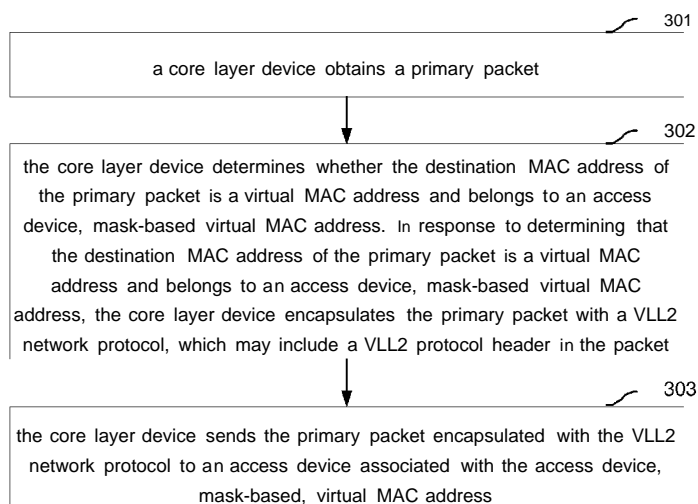 301
a core layer device obtains a primary packet
302
the core layer device determines whether the destination MAC address of
the primary packet is a virtual MAC address and belongs to an access
device, mask-based virtual MAC address. In response to determining that
the destination MAC address of the primary packet is a virtual MAC
address and belongs to an access device, mask-based virtual MAC
address, the core layer device encapsulates the primary packet with a VLL2
network protocol, which may include a VLL2 protocol header in the packet
303
the core layer device sends the primary packet encapsulated with the VLL2
network protocol to an access device associated with the access device,
mask-based, virtual MAC address